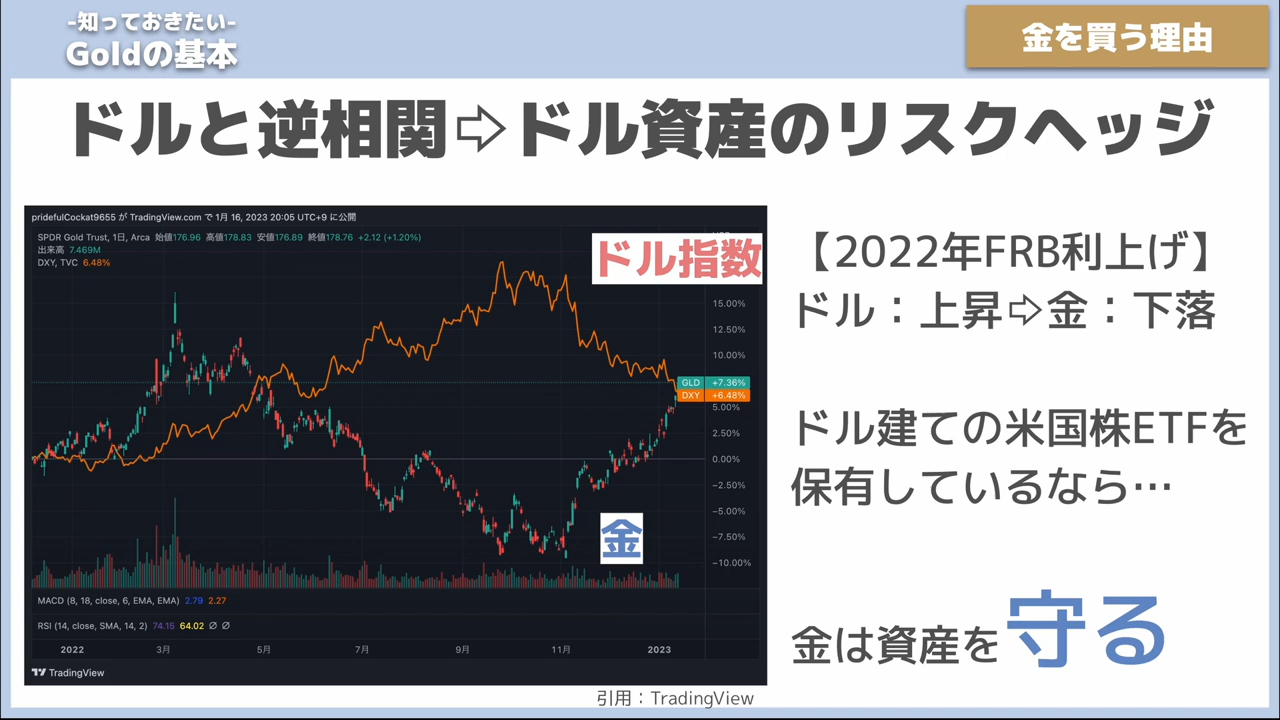 -知っておきたい-
Goldの基本
金を買う理由
ドルと逆相関⇨ドル資産のリスクヘッジ
pridefulCockat9655 が TradingView.com で 1月 16, 2023 20:05 UTC+9 に公開
SPDR Gold Trust, 1日, Arca 始値176.96 高値178.83 安値176.89 終値178.76 +2.12 (+1.20%)
出来高 7.469M
DXY, TVC 6.48%
ドル指数
15.00%
12.50%
10.00%
GLD +7.36%
DXY +6.48%
5.00%
2.50%
0.00%
−2.50%
−5.00%
−7.50%
−10.00%
金
MACD (8, 18, close, 6, EMA, EMA) 2.79 2.27
RSI (14, close, SMA, 14, 2) 74.15 64.02 ∅ ∅
2022 3月 5月 7月 9月 11月 2023
TradingView
引用：TradingView
【2022年FRB利上げ】
ドル：上昇⇨金：下落
ドル建ての米国株ETFを
保有しているなら…
金は資産を守る